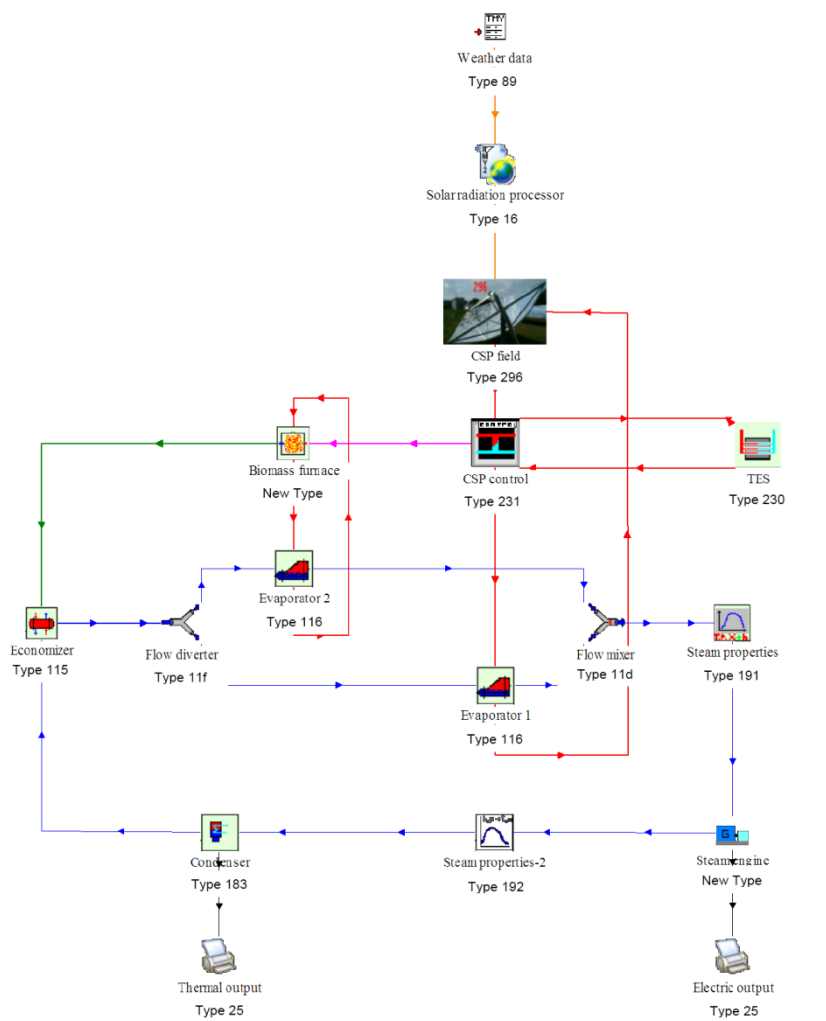 Weather data
Type 89
Solar radiation processor
Type 16
296
CSP field
Type 296
Biomass furnace
New Type
CSP control
Type 231
TES
Type 230
Evaporator 2
Type 116
Economizer
Type 115
Flow diverter
Type 11f
Flow mixer
Type 11d
Steam properties
Type 191
Evaporator 1
Type 116
Condenser
Type 183
Steam properties-2
Type 192
G
Steam engine
New Type
Thermal output
Type 25
Electric output
Type 25